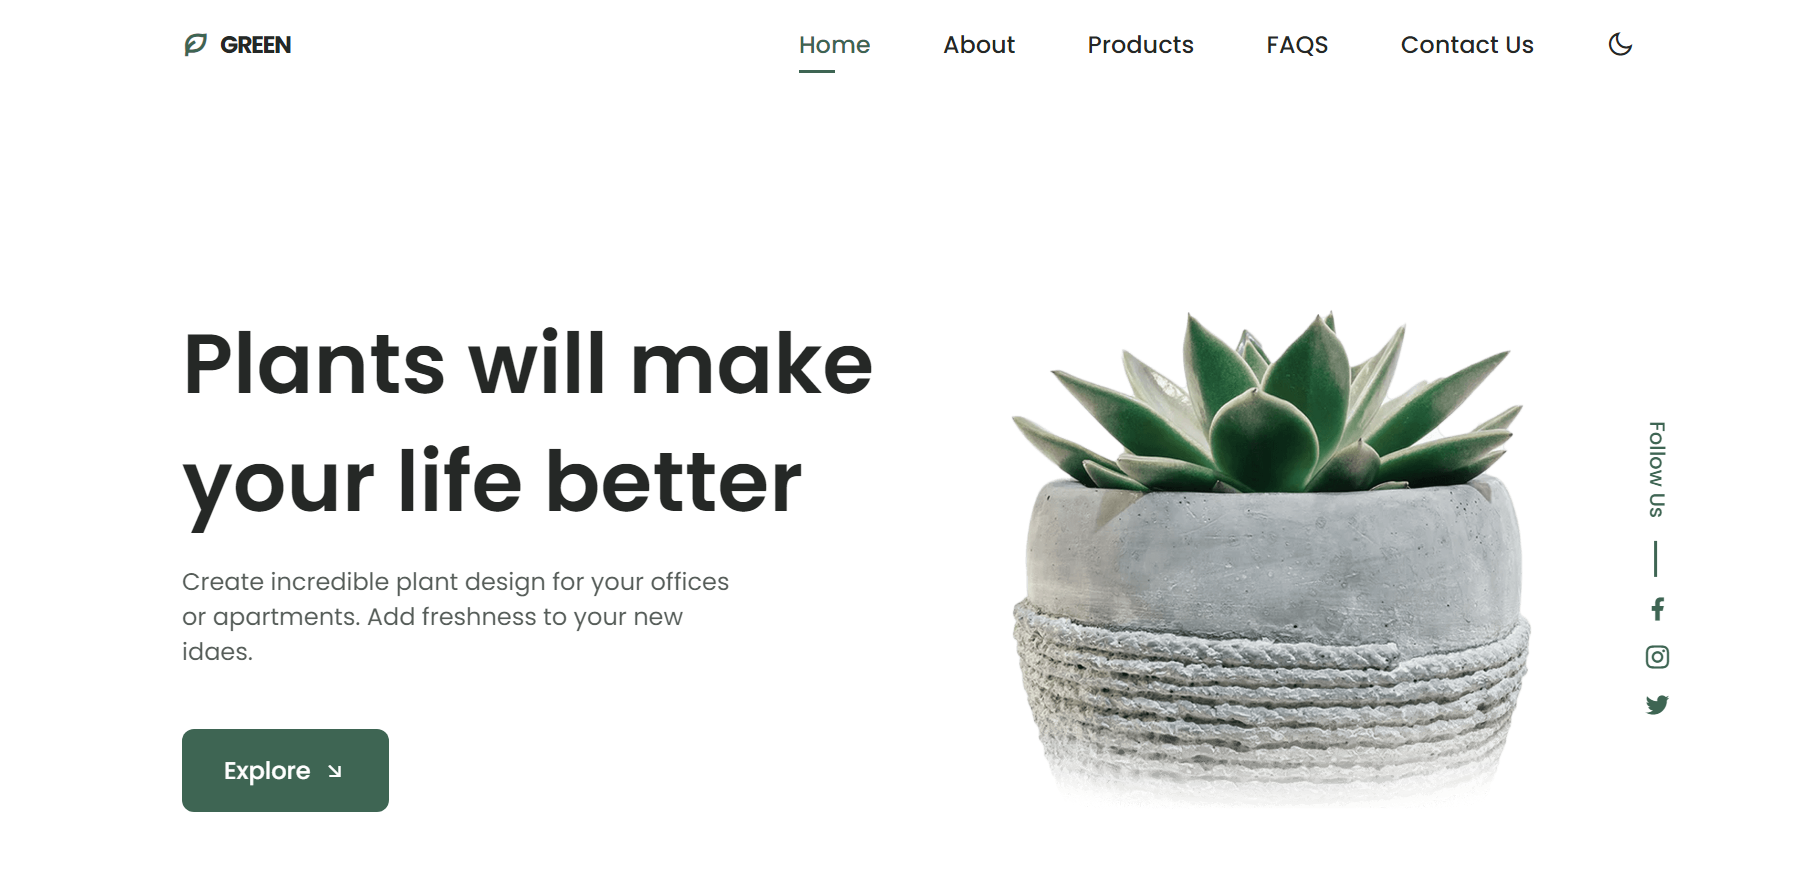 GREEN
Home About Products FAQS Contact Us
Plants will make
your life better
Create incredible plant design for your offices
or apartments. Add freshness to your new
idaes.
Explore
Follow Us